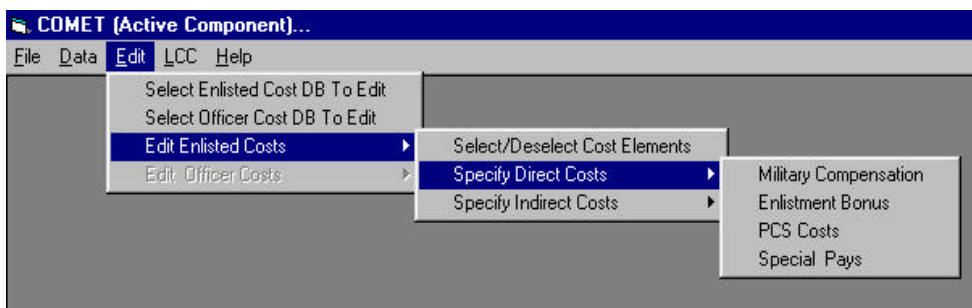 COMET (Active Component)...
File Data Edit LCC Help
Select Enlisted Cost DB To Edit
Select Officer Cost DB To Edit
Edit Enlisted Costs
Edit Officer Costs
Select/Deselect Cost Elements
Specify Direct Costs
Specify Indirect Costs
Military Compensation
Enlistment Bonus
PCS Costs
Special Pays